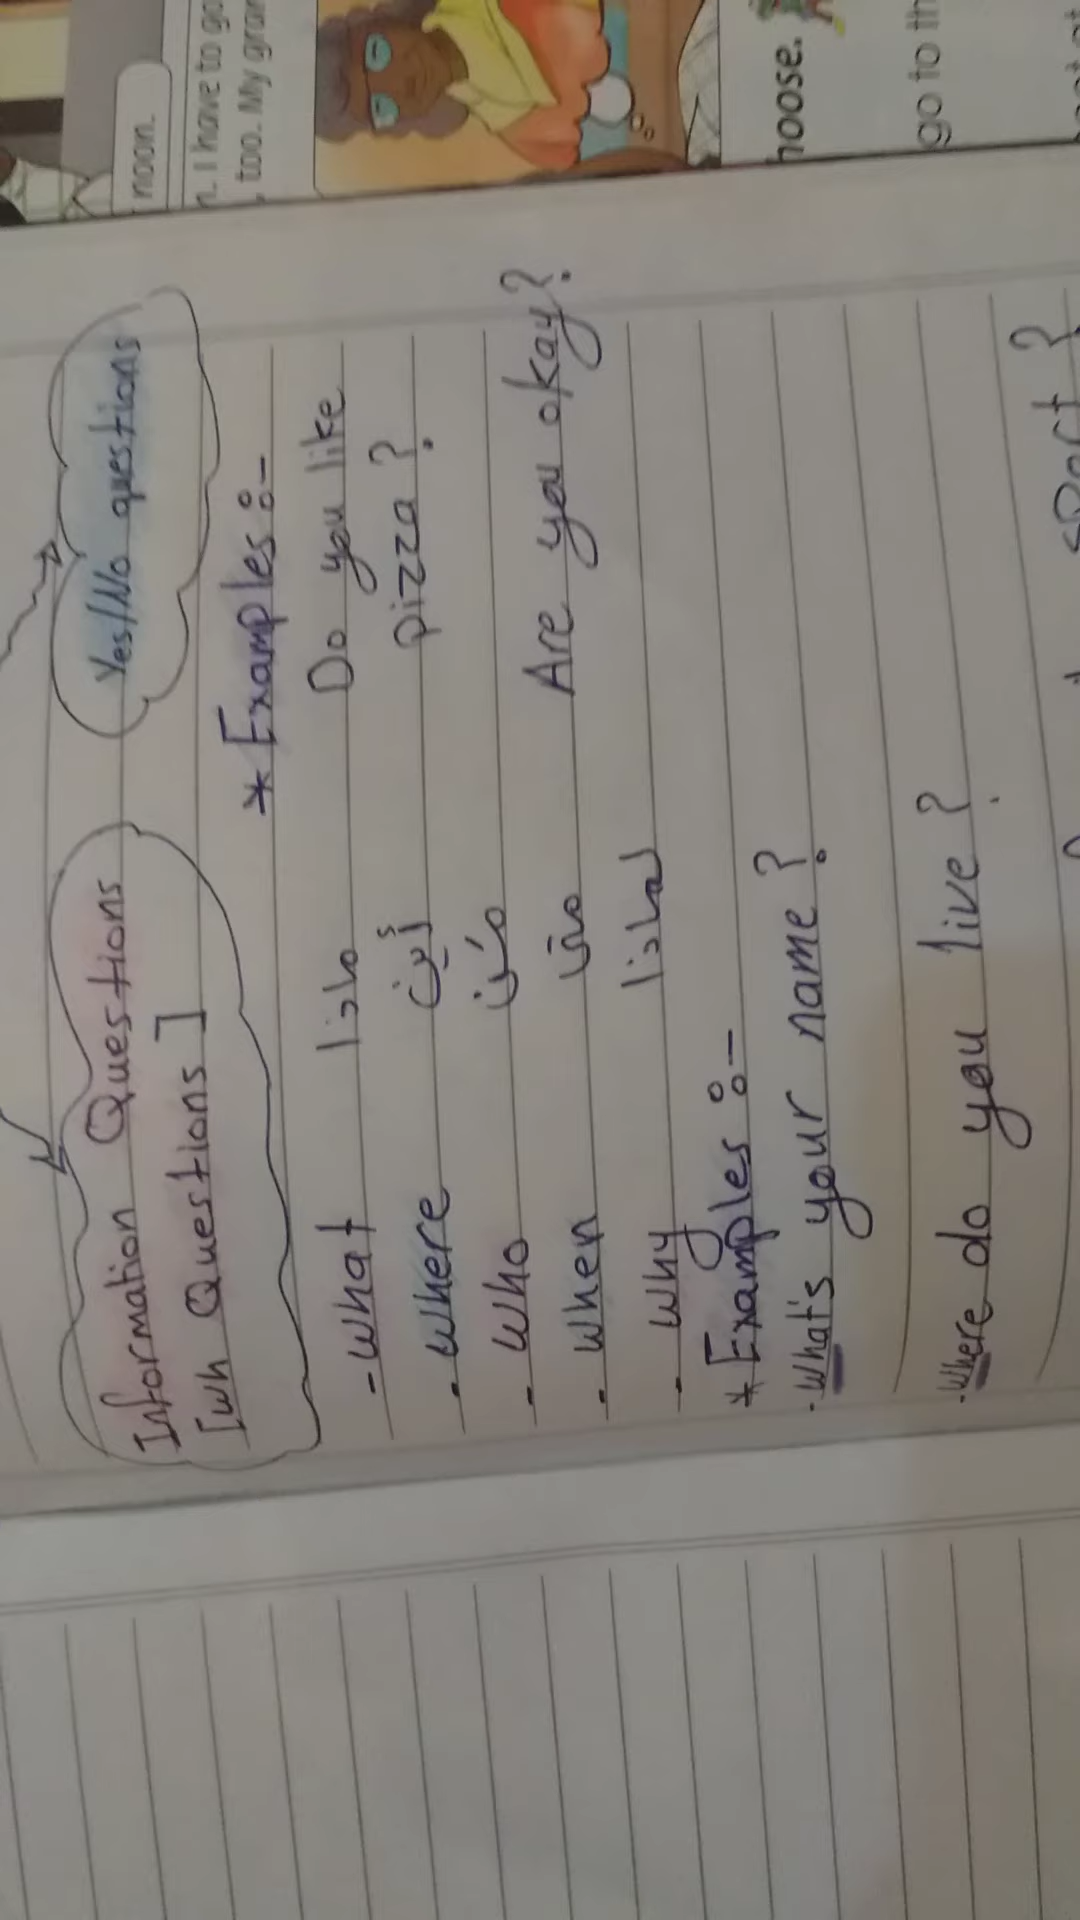 Information Questions
[Wh Questions]
Yes/No questions
* Examples :-
- What ماذا
Do you like
- Where أين
pizza?
- Who مَن
- When متى
Are you okay?
- Why لماذا
* Examples :-
- What's your name?
- Where do you live?
sport?
noon.
. I have to go
, too. My gran
hoose.
go to th